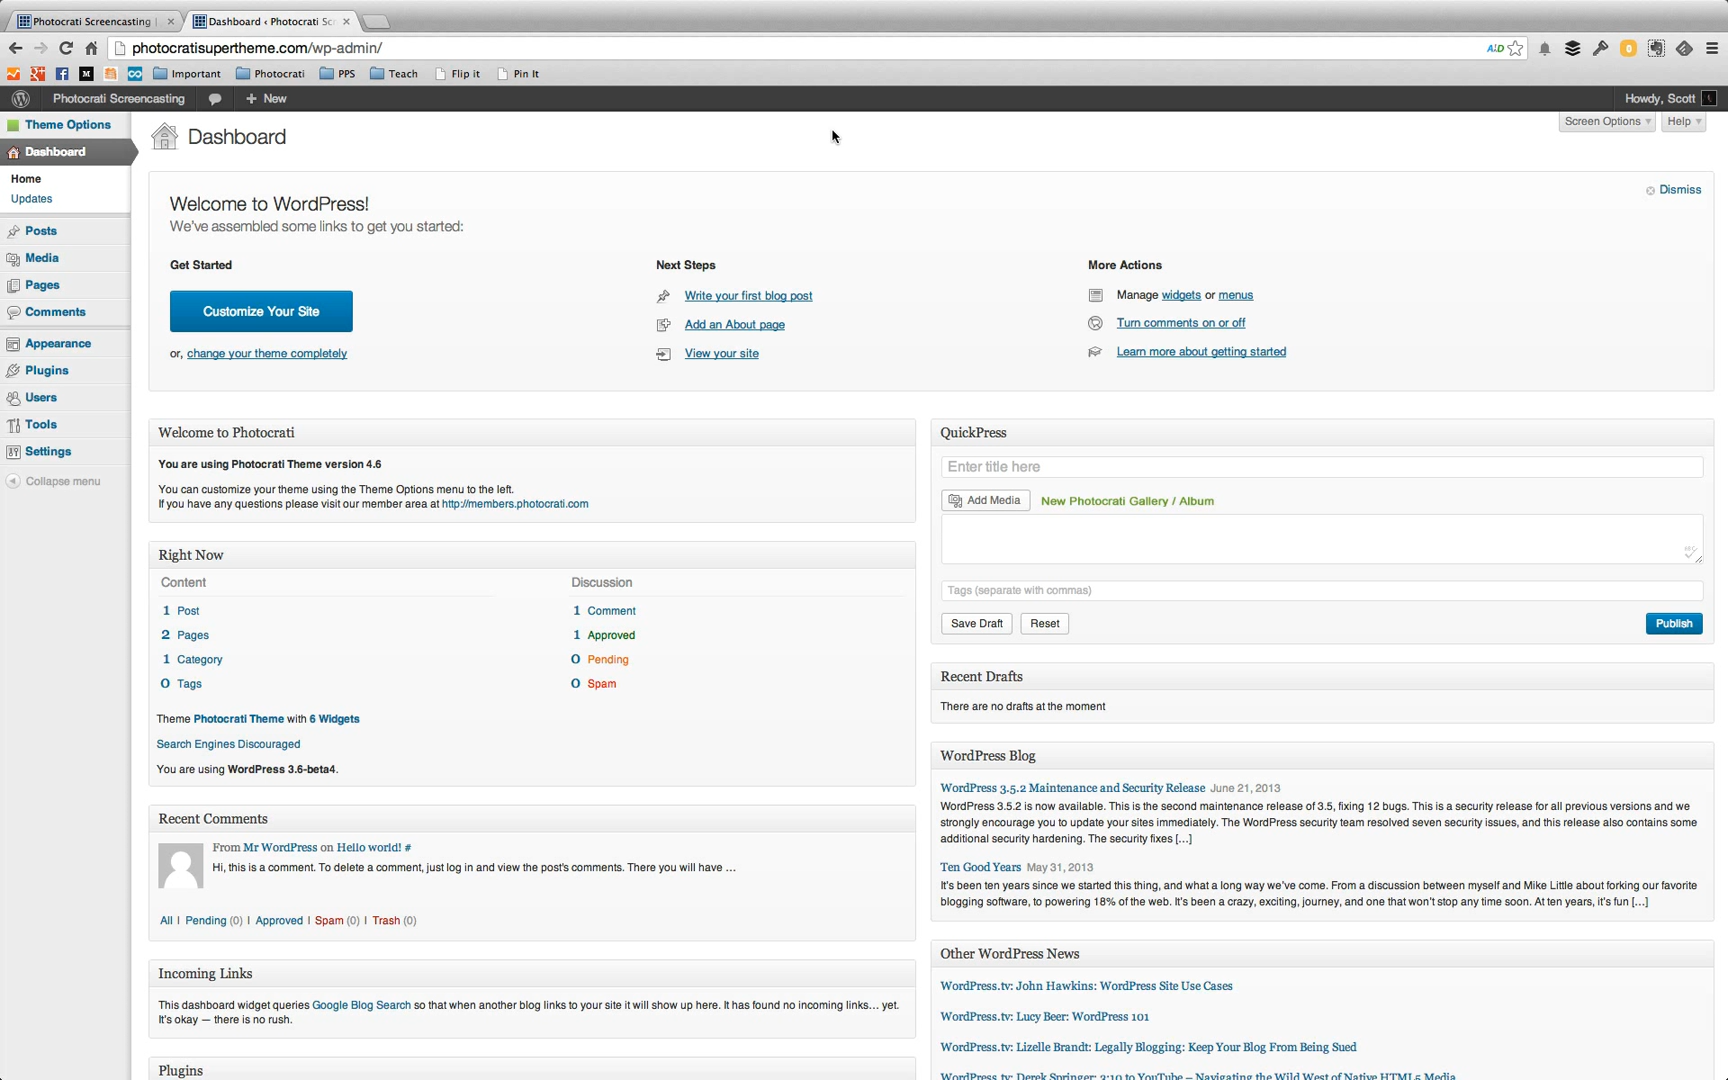 Photocrati Screencasting |
Dashboard ‹ Photocrati Scr
photocratisupertheme.com/wp-admin/
Important
Photocrati
PPS
Teach
Flip it
Pin It
Photocrati Screencasting
+ New
Howdy, Scott
Theme Options
Dashboard
Home
Updates
Posts
Media
Pages
Comments
Appearance
Plugins
Users
Tools
Settings
Collapse menu
Dashboard
Screen Options
Help
Welcome to WordPress!
We've assembled some links to get you started:
Dismiss
Get Started
Customize Your Site
or, change your theme completely
Next Steps
Write your first blog post
Add an About page
View your site
More Actions
Manage widgets or menus
Turn comments on or off
Learn more about getting started
Welcome to Photocrati
You are using Photocrati Theme version 4.6
You can customize your theme using the Theme Options menu to the left.
If you have any questions please visit our member area at http://members.photocrati.com
Right Now
Content
1 Post
2 Pages
1 Category
0 Tags
Discussion
1 Comment
1 Approved
0 Pending
0 Spam
Theme Photocrati Theme with 6 Widgets
Search Engines Discouraged
You are using WordPress 3.6-beta4.
Recent Comments
From Mr WordPress on Hello world! #
Hi, this is a comment. To delete a comment, just log in and view the post's comments. There you will have ...
All | Pending (0) | Approved | Spam (0) | Trash (0)
Incoming Links
This dashboard widget queries Google Blog Search so that when another blog links to your site it will show up here. It has found no incoming links... yet.
It's okay — there is no rush.
Plugins
QuickPress
Enter title here
Add Media
New Photocrati Gallery / Album
Tags (separate with commas)
Save Draft
Reset
Publish
Recent Drafts
There are no drafts at the moment
WordPress Blog
WordPress 3.5.2 Maintenance and Security Release June 21, 2013
WordPress 3.5.2 is now available. This is the second maintenance release of 3.5, fixing 12 bugs. This is a security release for all previous versions and we
strongly encourage you to update your sites immediately. The WordPress security team resolved seven security issues, and this release also contains some
additional security hardening. The security fixes [...]
Ten Good Years May 31, 2013
It's been ten years since we started this thing, and what a long way we've come. From a discussion between myself and Mike Little about forking our favorite
blogging software, to powering 18% of the web. It's been a crazy, exciting, journey, and one that won't stop any time soon. At ten years, it's fun [...]
Other WordPress News
WordPress.tv: John Hawkins: WordPress Site Use Cases
WordPress.tv: Lucy Beer: WordPress 101
WordPress.tv: Lizelle Brandt: Legally Blogging: Keep Your Blog From Being Sued
WordPress.tv: Derek Springer: 3:10 to YouTube – Navigating the Wild West of Native HTML5 Media